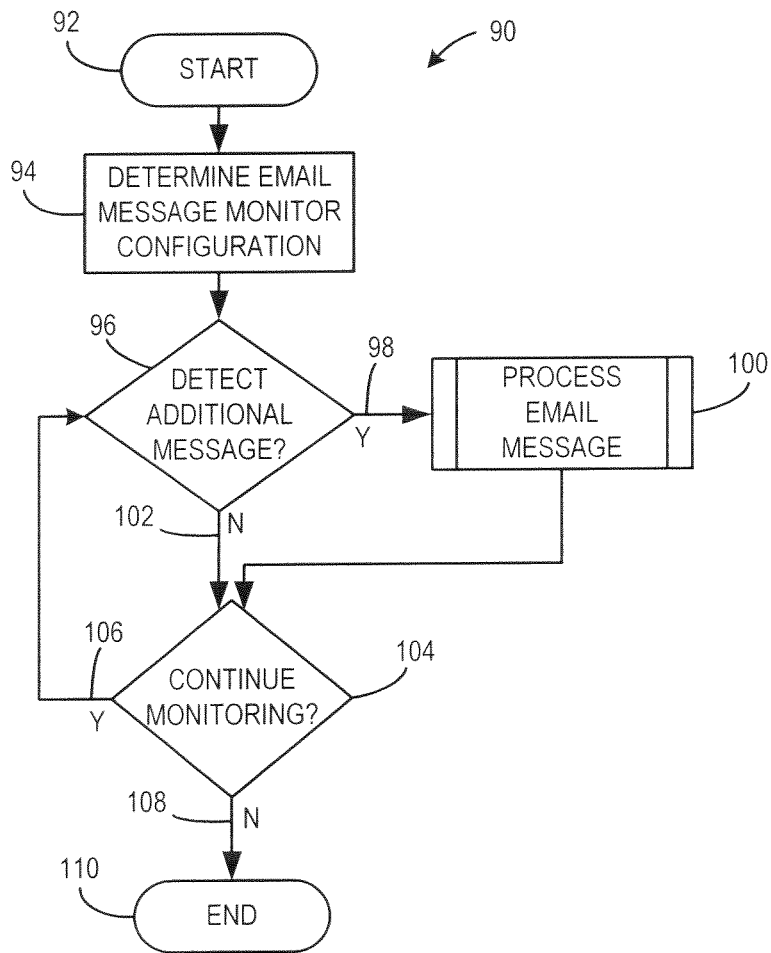 92
START
90
94
DETERMINE EMAIL
MESSAGE MONITOR
CONFIGURATION
96
DETECT
ADDITIONAL
MESSAGE?
98
Y
PROCESS
EMAIL
MESSAGE
100
102
N
106
Y
CONTINUE
MONITORING?
104
108
N
110
END